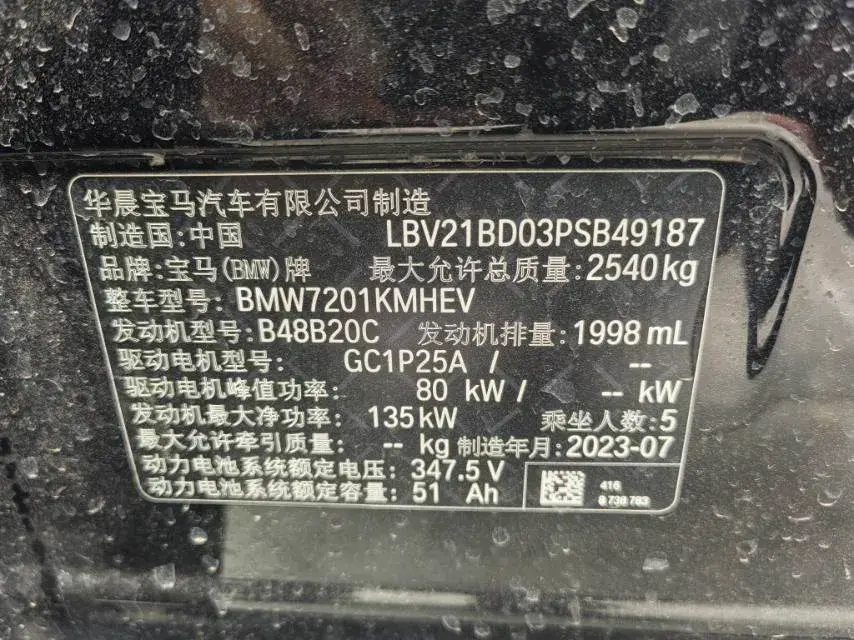 华晨宝马汽车有限公司制造
制造国:中国 LBV21BD03PSB49187
品牌:宝马(BMW)牌 最大允许总质量:2540kg
整车型号: BMW7201KMHEV
发动机型号: B48B20C 发动机排量:1998 mL
驱动电机型号: GC1P25A / --
驱动电机峰值功率: 80 kW / -- kW
发动机最大净功率: 135kW 乘坐人数:5
最大允许牵引质量: -- kg 制造年月:2023-07
动力电池系统额定电压: 347.5 V
动力电池系统额定容量: 51 Ah
416
8 738 783